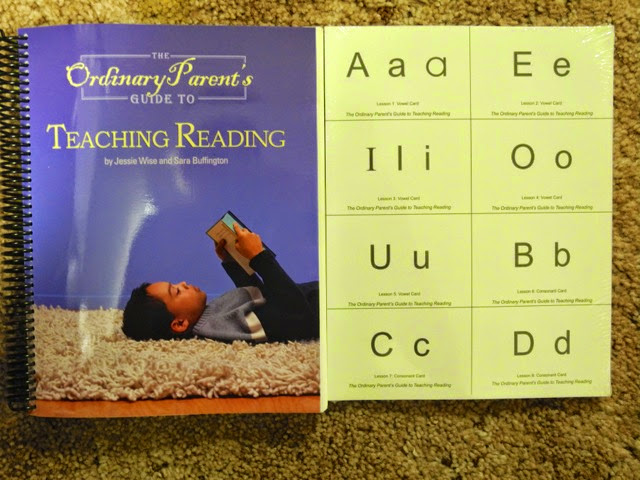 THE
Ordinary Parent's
GUIDE TO
TEACHING READING
by Jessie Wise and Sara Buffington
A a ɑ
Lesson 1: Vowel Card
The Ordinary Parent's Guide to Teaching Reading
E e
Lesson 2: Vowel Card
The Ordinary Parent's Guide to Teaching Reading
I l i
Lesson 3: Vowel Card
The Ordinary Parent's Guide to Teaching Reading
O o
Lesson 4: Vowel Card
The Ordinary Parent's Guide to Teaching Reading
U u
Lesson 5: Vowel Card
The Ordinary Parent's Guide to Teaching Reading
B b
Lesson 6: Consonant Card
The Ordinary Parent's Guide to Teaching Reading
C c
Lesson 7: Consonant Card
The Ordinary Parent's Guide to Teaching Reading
D d
Lesson 8: Consonant Card
The Ordinary Parent's Guide to Teaching Reading